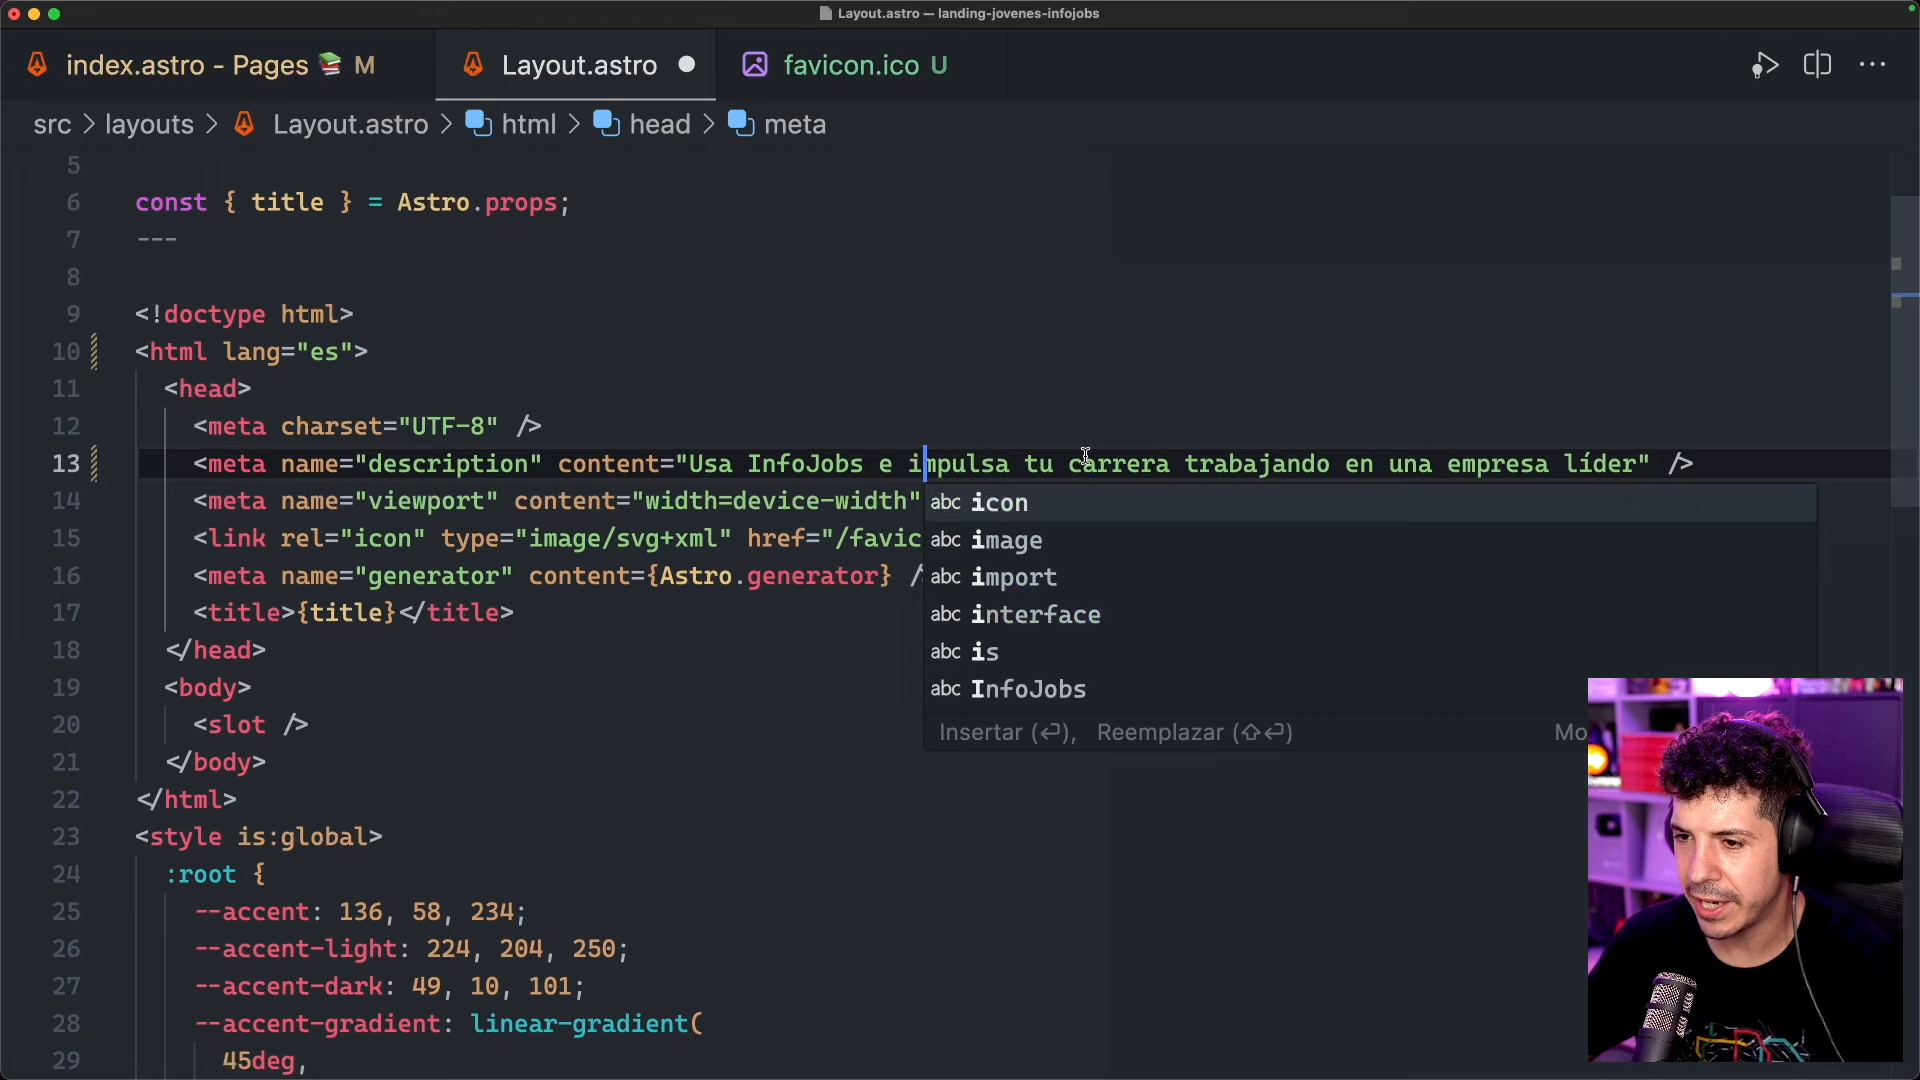 Layout.astro — landing-jovenes-infojobs
index.astro - Pages 📚 M
Layout.astro
favicon.ico U
src > layouts > Layout.astro > html > head > meta
5
6 const { title } = Astro.props;
7 ---
8
9 <!doctype html>
10 <html lang="es">
11 <head>
12 <meta charset="UTF-8" />
13 <meta name="description" content="Usa InfoJobs e impulsa tu carrera trabajando en una empresa líder" />
14 <meta name="viewport" content="width=device-width"
15 <link rel="icon" type="image/svg+xml" href="/favic
16 <meta name="generator" content={Astro.generator} /
17 <title>{title}</title>
18 </head>
19 <body>
20 <slot />
21 </body>
22 </html>
23 <style is:global>
24 :root {
25 --accent: 136, 58, 234;
26 --accent-light: 224, 204, 250;
27 --accent-dark: 49, 10, 101;
28 --accent-gradient: linear-gradient(
29 45deg,
abc icon
abc image
abc import
abc interface
abc is
abc InfoJobs
Insertar (⏎), Reemplazar (⇧⏎) Mo